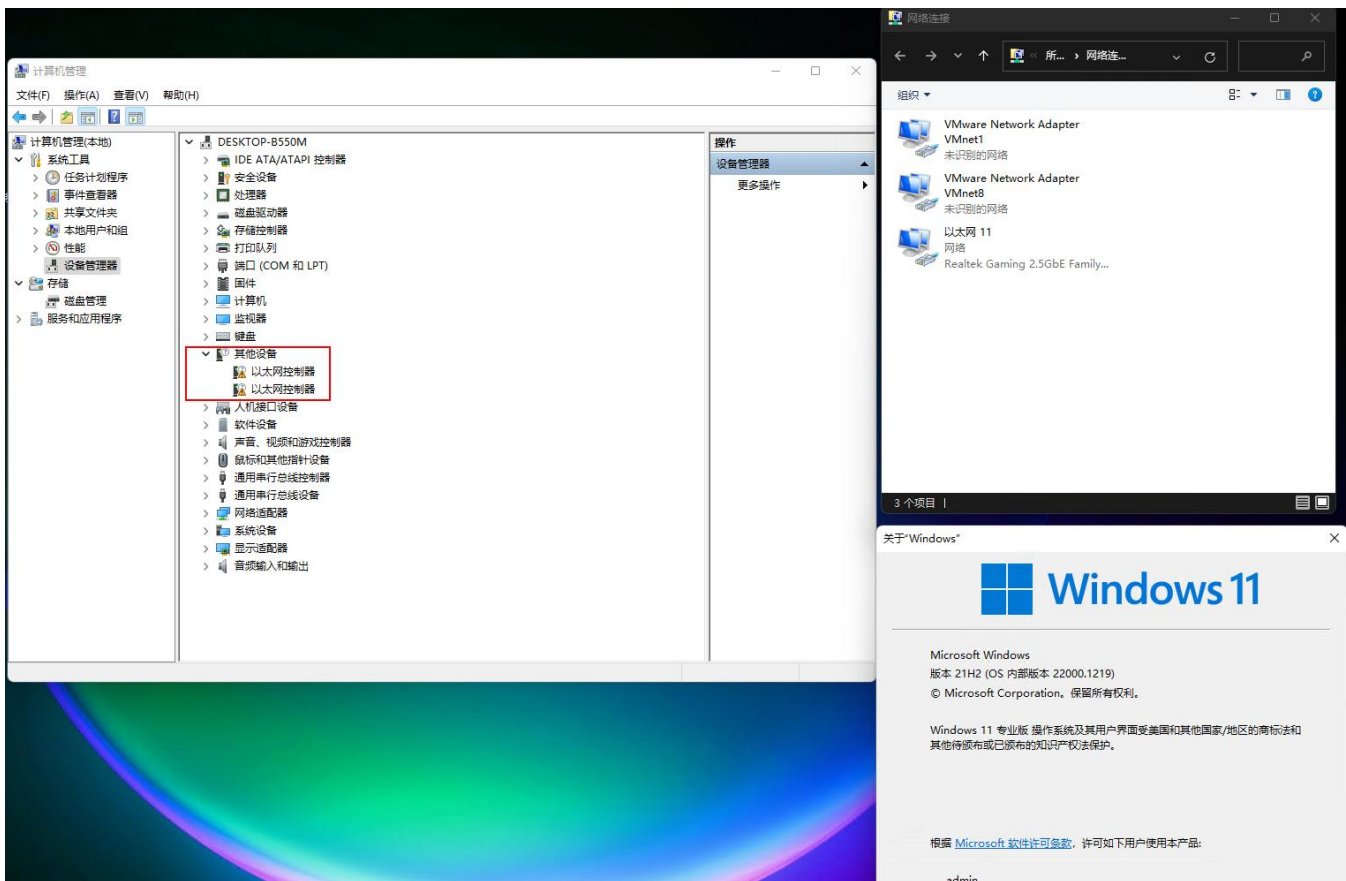 计算机管理
文件(F) 操作(A) 查看(V) 帮助(H)
计算机管理(本地)
系统工具
任务计划程序
事件查看器
共享文件夹
本地用户和组
性能
设备管理器
存储
磁盘管理
服务和应用程序
DESKTOP-B550M
IDE ATA/ATAPI 控制器
安全设备
处理器
磁盘驱动器
存储控制器
打印队列
端口 (COM 和 LPT)
固件
计算机
监视器
键盘
其他设备
以太网控制器
以太网控制器
人机接口设备
软件设备
声音、视频和游戏控制器
鼠标和其他指针设备
通用串行总线控制器
通用串行总线设备
网络适配器
系统设备
显示适配器
音频输入和输出
操作
设备管理器
更多操作
网络连接
« 所... › 网络连...
组织
VMware Network Adapter
VMnet1
未识别的网络
VMware Network Adapter
VMnet8
未识别的网络
以太网 11
网络
Realtek Gaming 2.5GbE Family...
3 个项目
关于"Windows"
Windows 11
Microsoft Windows
版本 21H2 (OS 内部版本 22000.1219)
© Microsoft Corporation。保留所有权利。
Windows 11 专业版 操作系统及其用户界面受美国和其他国家/地区的商标法和
其他待颁布或已颁布的知识产权法保护。
根据 Microsoft 软件许可条款，许可如下用户使用本产品:
admin